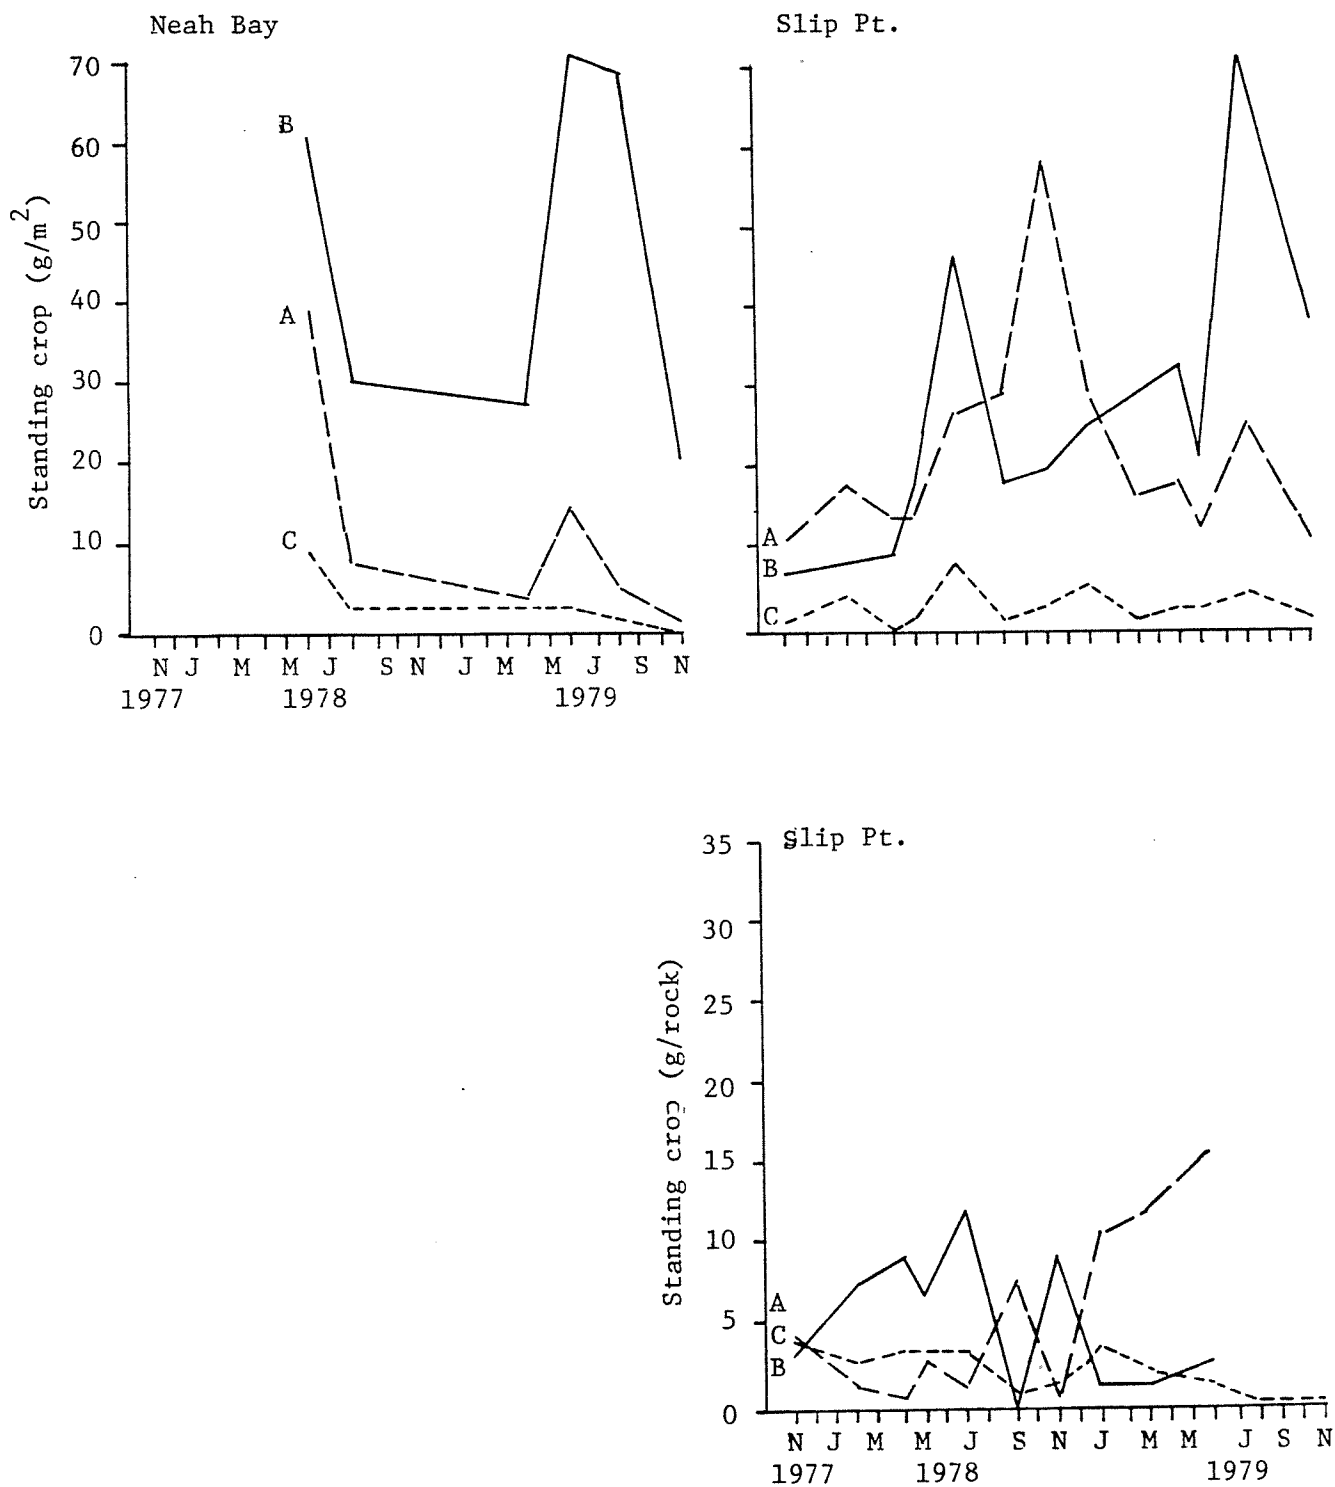 Neah Bay
Standing crop (g/m²)
70
60
50
40
30
20
10
0
B
A
C
N J M M J S N J M M J S N
1977 1978 1979
Slip Pt.
A
B
C
Slip Pt.
Standing crop (g/rock)
35
30
25
20
15
10
5
0
A
C
B
N J M M J S N J M M J S N
1977 1978 1979